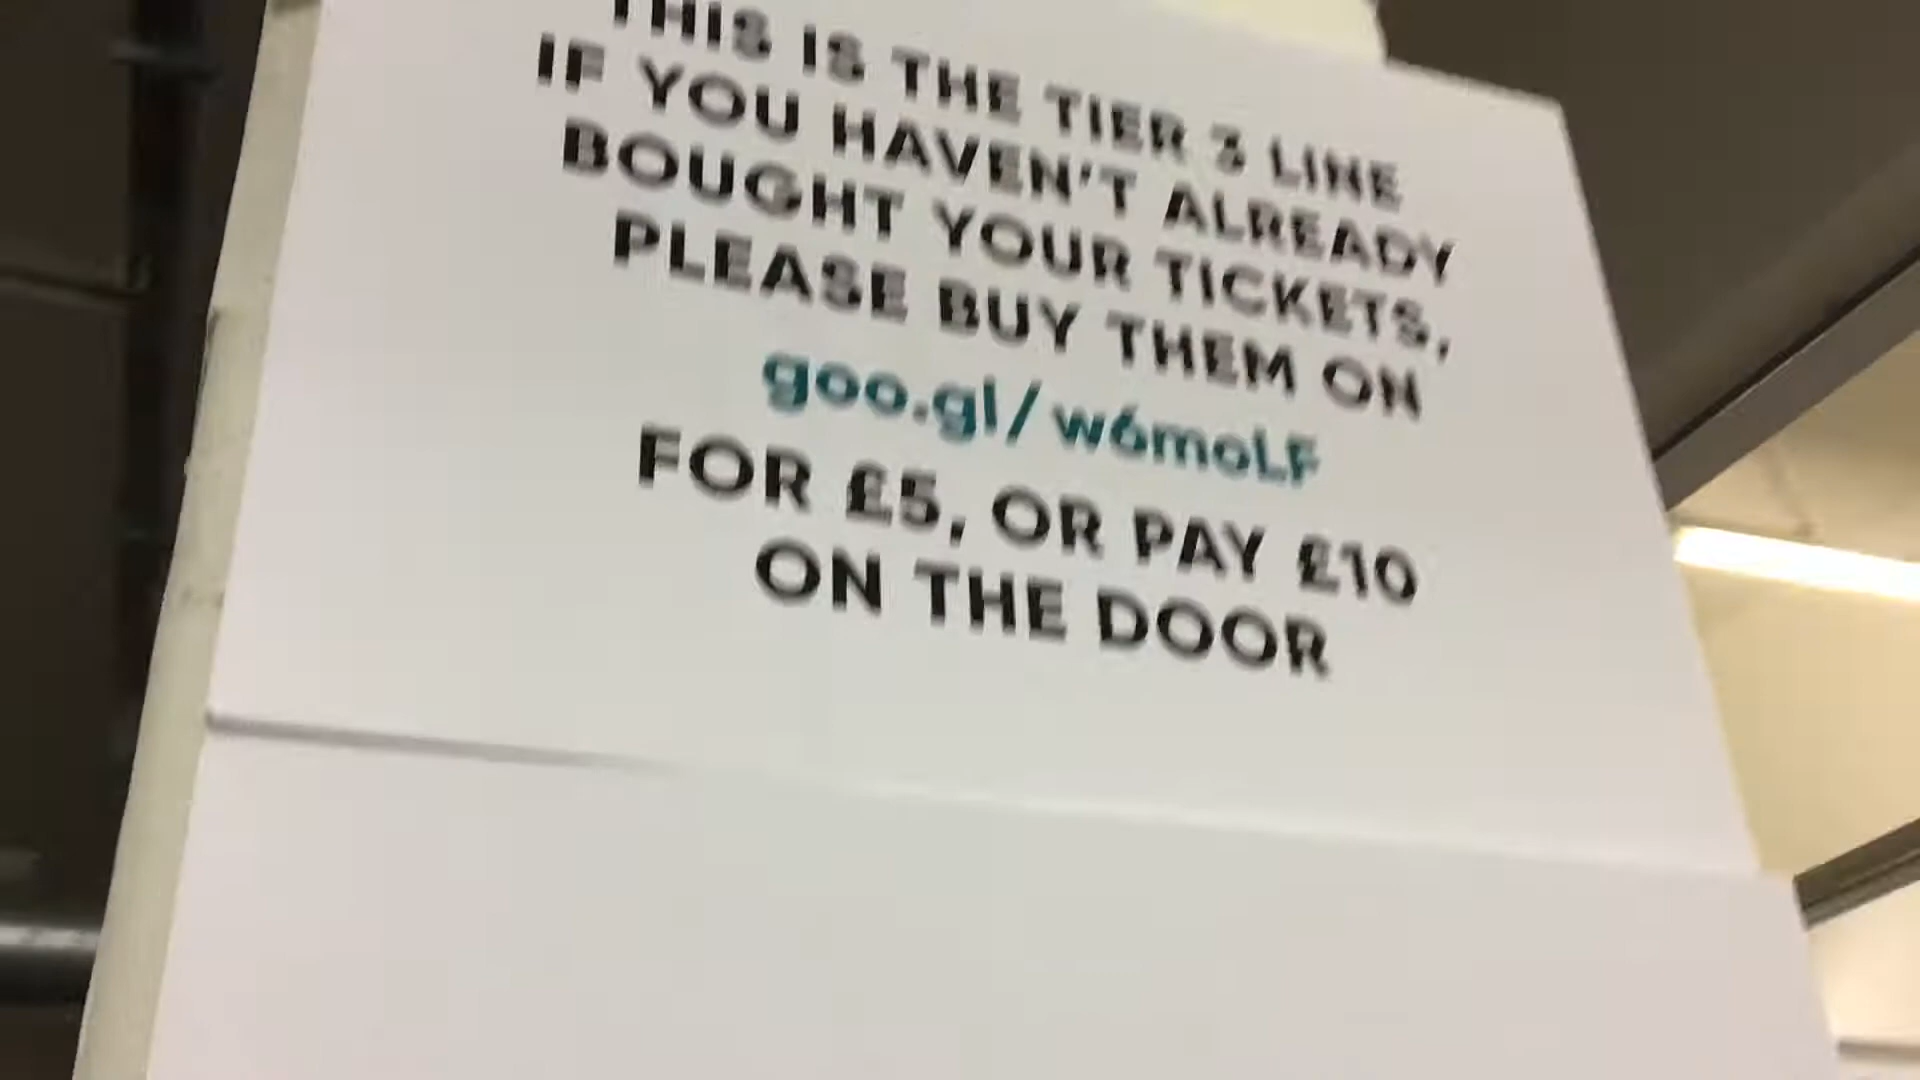 THIS IS THE TIER 3 LINE
IF YOU HAVEN'T ALREADY
BOUGHT YOUR TICKETS,
PLEASE BUY THEM ON
goo.gl/w6moLF
FOR £5, OR PAY £10
ON THE DOOR